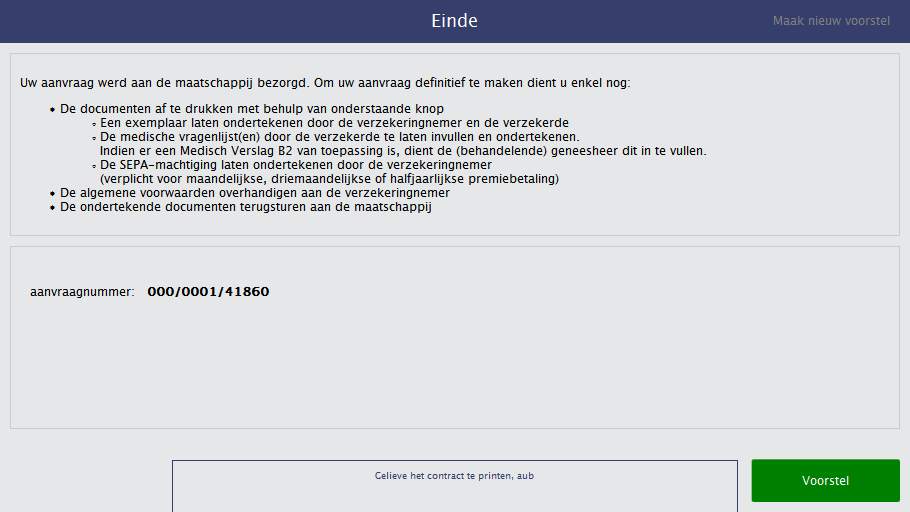 Einde
Maak nieuw voorstel
Uw aanvraag werd aan de maatschappij bezorgd. Om uw aanvraag definitief te maken dient u enkel nog:
De documenten af te drukken met behulp van onderstaande knop
Een exemplaar laten ondertekenen door de verzekeringnemer en de verzekerde
De medische vragenlijst(en) door de verzekerde te laten invullen en ondertekenen.
Indien er een Medisch Verslag B2 van toepassing is, dient de (behandelende) geneesheer dit in te vullen.
De SEPA-machtiging laten ondertekenen door de verzekeringnemer
(verplicht voor maandelijkse, driemaandelijkse of halfjaarlijkse premiebetaling)
De algemene voorwaarden overhandigen aan de verzekeringnemer
De ondertekende documenten terugsturen aan de maatschappij
aanvraagnummer: 000/0001/41860
Gelieve het contract te printen, aub
Voorstel